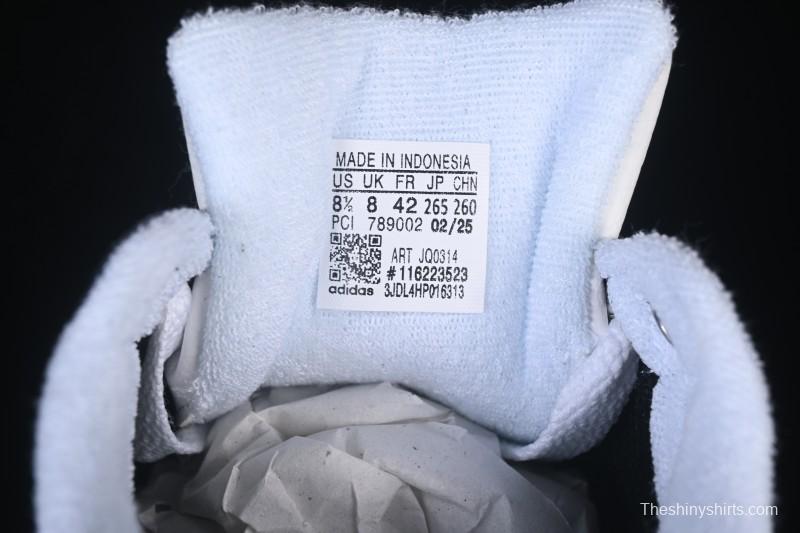 MADE IN INDONESIA
US UK FR JP CHN
8½ 8 42 265 260
PCI 789002 02/25
ART JQ0314
#116223523
adidas 3JDL4HP016313
Theshinyshirts.com